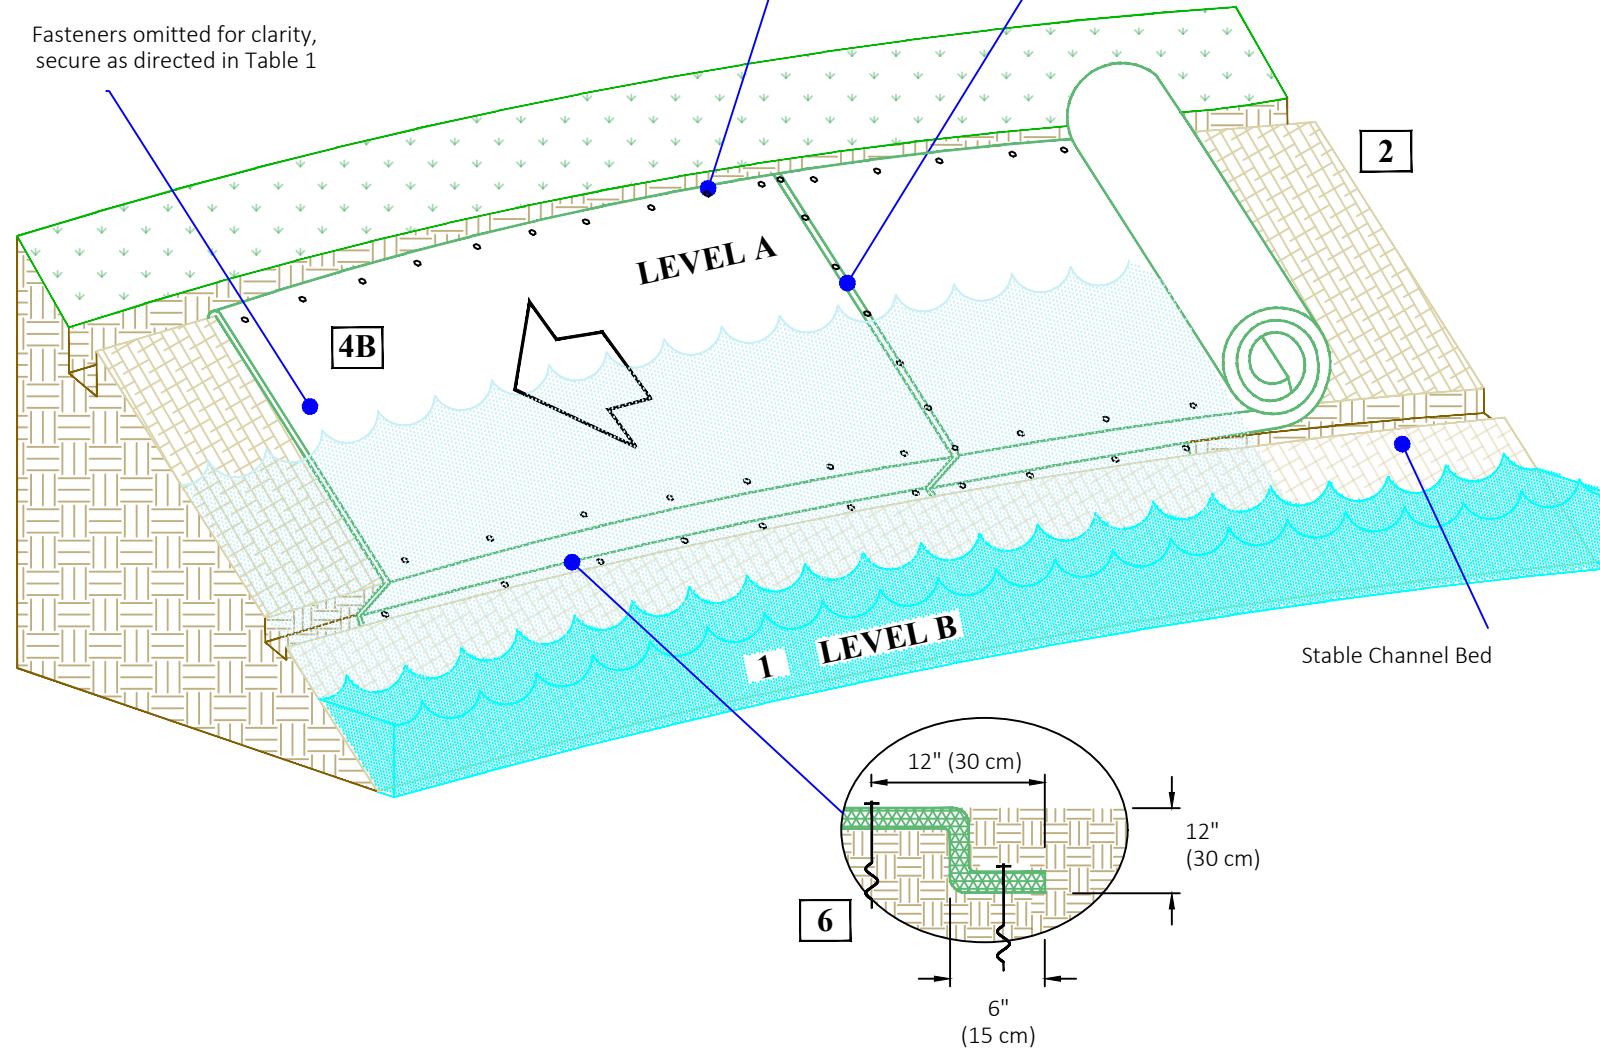 Fasteners omitted for clarity,
secure as directed in Table 1
2
LEVEL A
4B
LEVEL B
1
Stable Channel Bed
12" (30 cm)
12"
(30 cm)
6
6"
(15 cm)